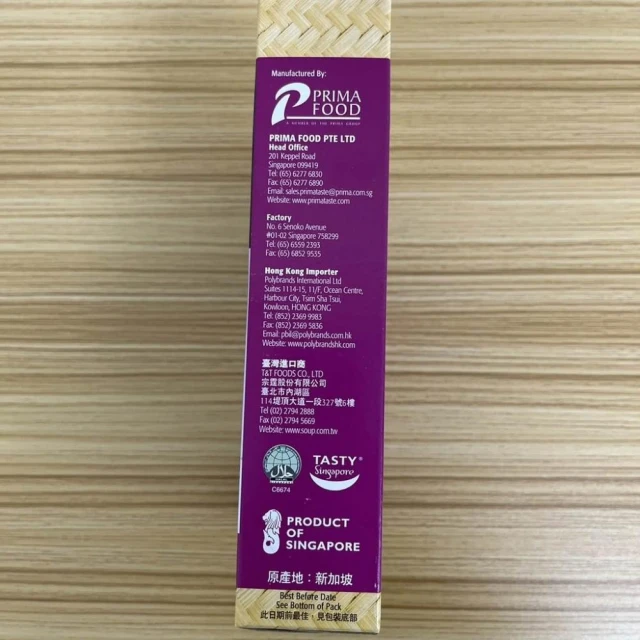 Manufactured By:
PRIMA
FOOD
A MEMBER OF THE PRIMA GROUP
PRIMA FOOD PTE LTD
Head Office
201 Keppel Road
Singapore 099419
Tel: (65) 6277 6830
Fax: (65) 6277 6890
Email: sales.primataste@prima.com.sg
Website: www.primataste.com
Factory
No. 6 Senoko Avenue
#01-02 Singapore 758299
Tel: (65) 6559 2393
Fax: (65) 6852 9535
Hong Kong Importer
Polybrands International Ltd
Suites 1114-15, 11/F, Ocean Centre,
Harbour City, Tsim Sha Tsui,
Kowloon, HONG KONG
Tel: (852) 2369 9983
Fax: (852) 2369 5836
Email: pbil@polybrands.com.hk
Website: www.polybrandshk.com
臺灣進口商
T&T FOODS CO., LTD
宗霆股份有限公司
臺北市內湖區
114堤頂大道一段327號6樓
Tel (02) 2794 2888
Fax (02) 2794 5669
Website: www.soup.com.tw
C8674
TASTY
Singapore
PRODUCT
OF
SINGAPORE
原產地：新加坡
Best Before Date
See Bottom of Pack
此日期前最佳，見包裝底部